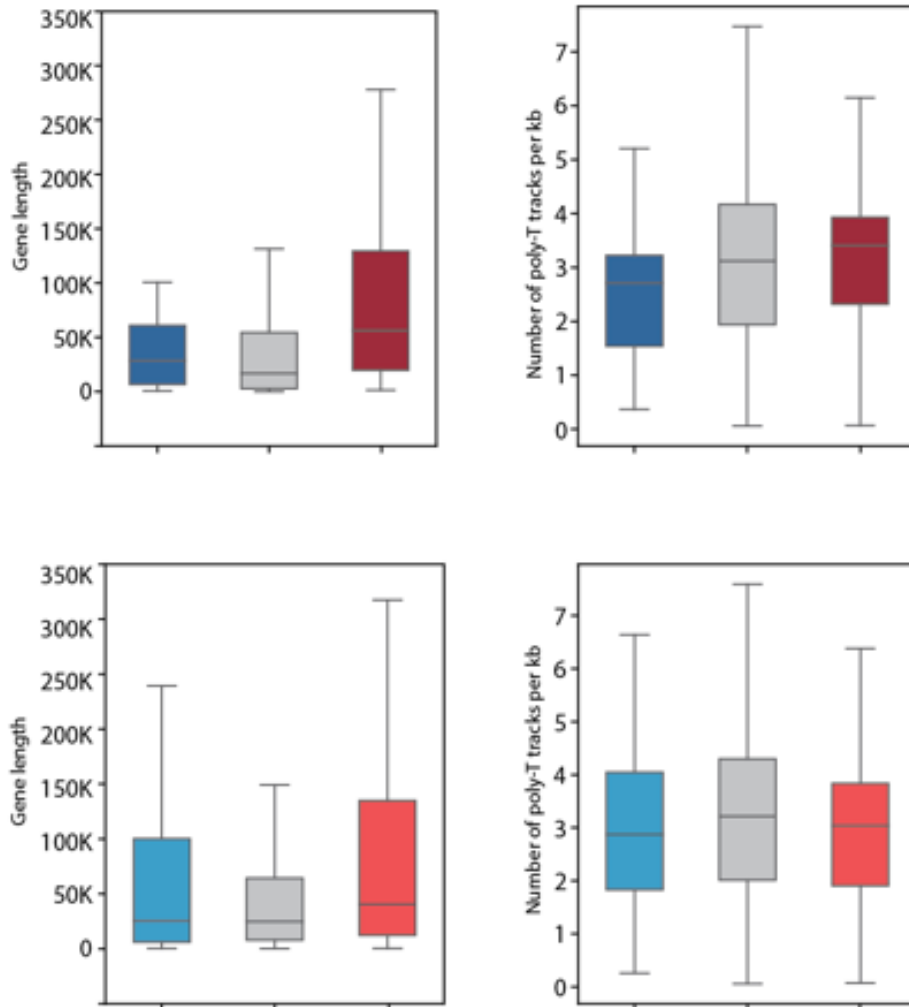 350K
300K
250K
200K
150K
100K
50K
0
Gene length
7
6
5
4
3
2
1
0
Number of poly-T tracks per kb
350K
300K
250K
200K
150K
100K
50K
0
Gene length
7
6
5
4
3
2
1
0
Number of poly-T tracks per kb